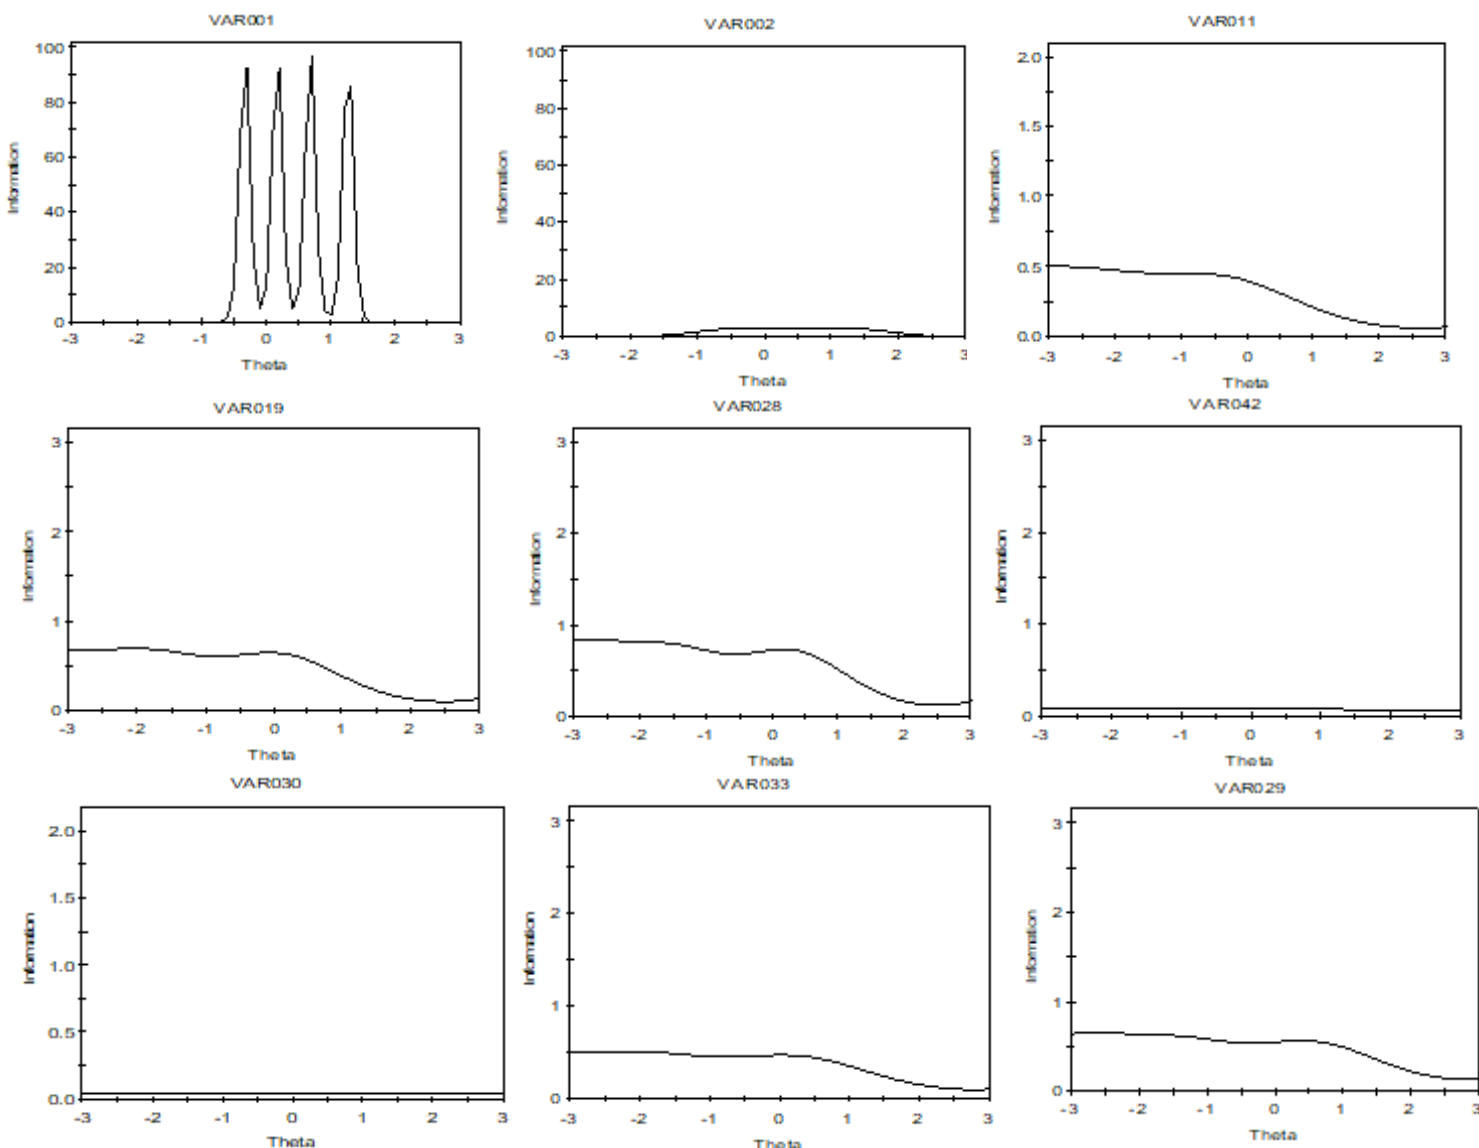 VAR001
100
80
60
40
20
0
Information
-3 -2 -1 0 1 2 3
Theta
VAR002
100
80
60
40
20
0
Information
-3 -2 -1 0 1 2 3
Theta
VAR011
2.0
1.5
1.0
0.5
0.0
Information
-3 -2 -1 0 1 2 3
Theta
VAR019
3
2
1
0
Information
-3 -2 -1 0 1 2 3
Theta
VAR028
3
2
1
0
Information
-3 -2 -1 0 1 2 3
Theta
VAR042
3
2
1
0
Information
-3 -2 -1 0 1 2 3
Theta
VAR030
2.0
1.5
1.0
0.5
0.0
Information
-3 -2 -1 0 1 2 3
Theta
VAR033
3
2
1
0
Information
-3 -2 -1 0 1 2 3
Theta
VAR029
3
2
1
0
Information
-3 -2 -1 0 1 2 3
Theta